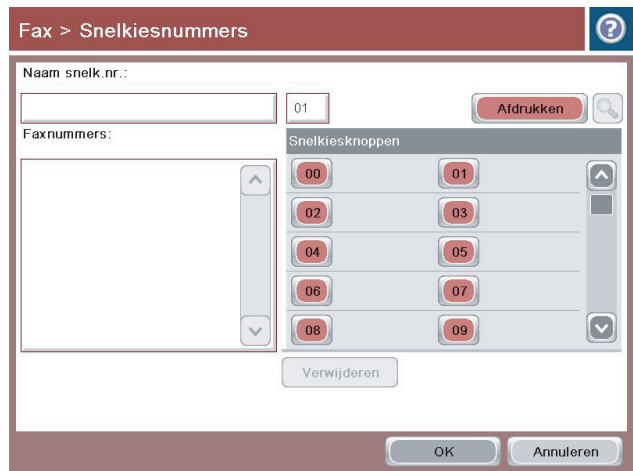 Fax > Snelkiesnummers
?
Naam snelk.nr.:
01
Afdrukken
Faxnummers:
Snelkiesknoppen
00 01
02 03
04 05
06 07
08 09
Verwijderen
OK Annuleren